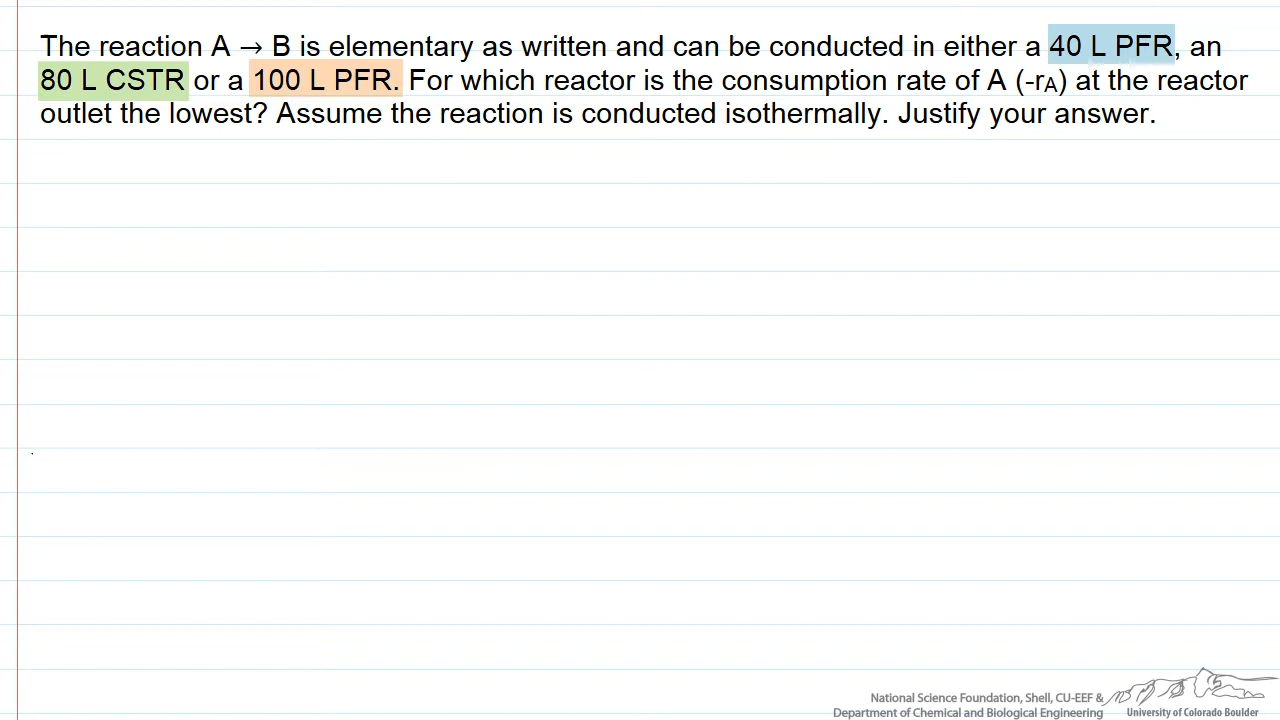 The reaction A → B is elementary as written and can be conducted in either a 40 L PFR, an
80 L CSTR or a 100 L PFR. For which reactor is the consumption rate of A (-rA) at the reactor
outlet the lowest? Assume the reaction is conducted isothermally. Justify your answer.
National Science Foundation, Shell, CU-EEF &
Department of Chemical and Biological Engineering
University of Colorado Boulder